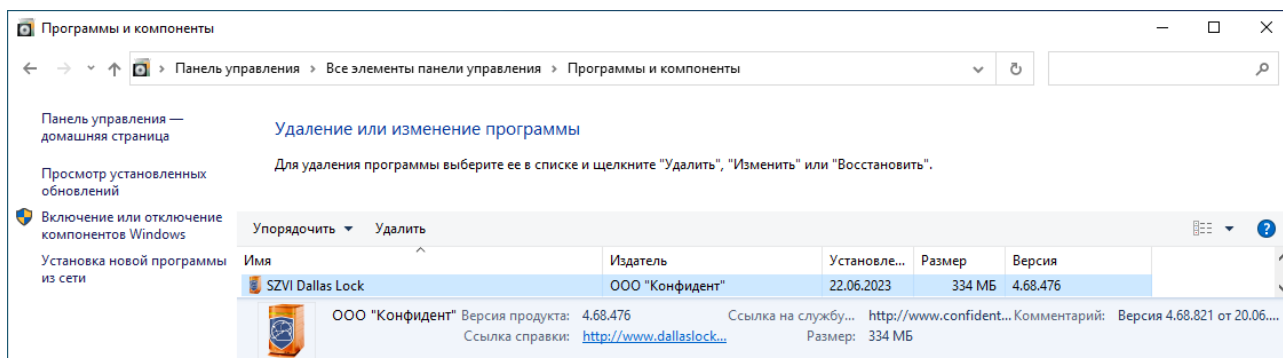 Программы и компоненты
Панель управления › Все элементы панели управления › Программы и компоненты
Панель управления —
домашняя страница
Просмотр установленных
обновлений
Включение или отключение
компонентов Windows
Установка новой программы
из сети
Удаление или изменение программы
Для удаления программы выберите ее в списке и щелкните "Удалить", "Изменить" или "Восстановить".
Упорядочить Удалить
Имя Издатель Установле... Размер Версия
SZVI Dallas Lock ООО "Конфидент" 22.06.2023 334 МБ 4.68.476
ООО "Конфидент" Версия продукта: 4.68.476 Ссылка на службу... http://www.confident... Комментарий: Версия 4.68.821 от 20.06....
Ссылка справки: http://www.dallaslock... Размер: 334 МБ